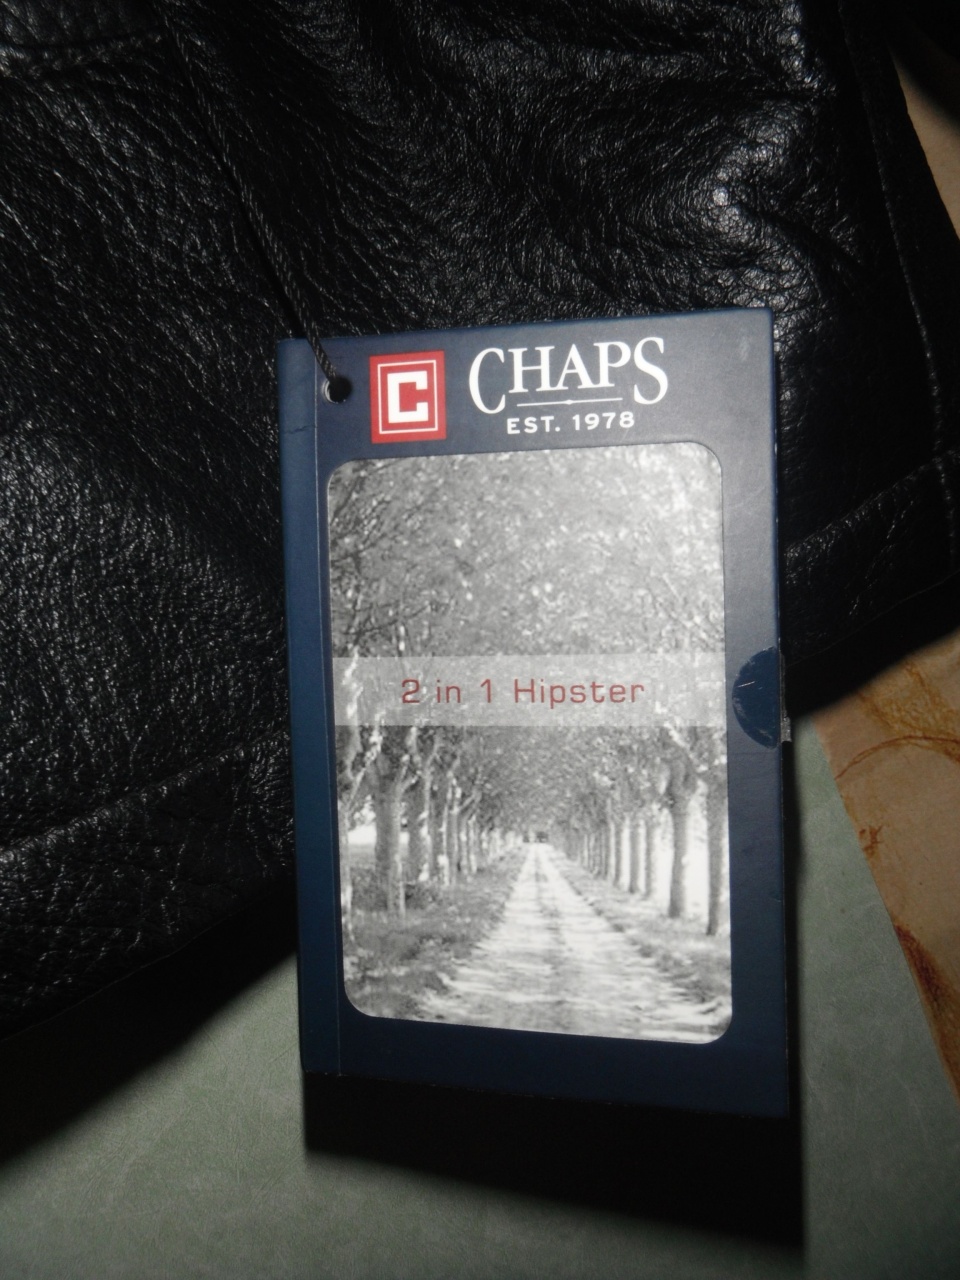 C CHAPS
EST. 1978
2 in 1 Hipster